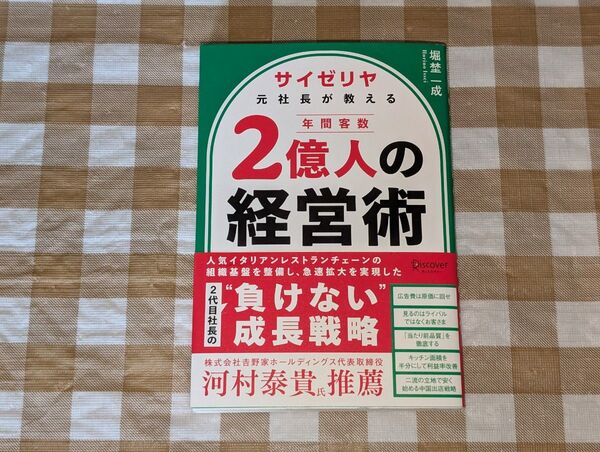 堀埜 一成
Horino Issei
サイゼリヤ
元社長が教える
年間客数
2億人の
経営術
Discover
人気イタリアンレストランチェーンの
組織基盤を整備し、急速拡大を実現した
2代目社長の
“負けない”
成長戦略
株式会社吉野家ホールディングス代表取締役
河村泰貴氏推薦
広告費は原価に回せ
見るのはライバル
ではなくお客さま
「当たり前品質」を
徹底する
キッチン面積を
半分にして利益率改善
二流の立地で安く
始める中国出店戦略